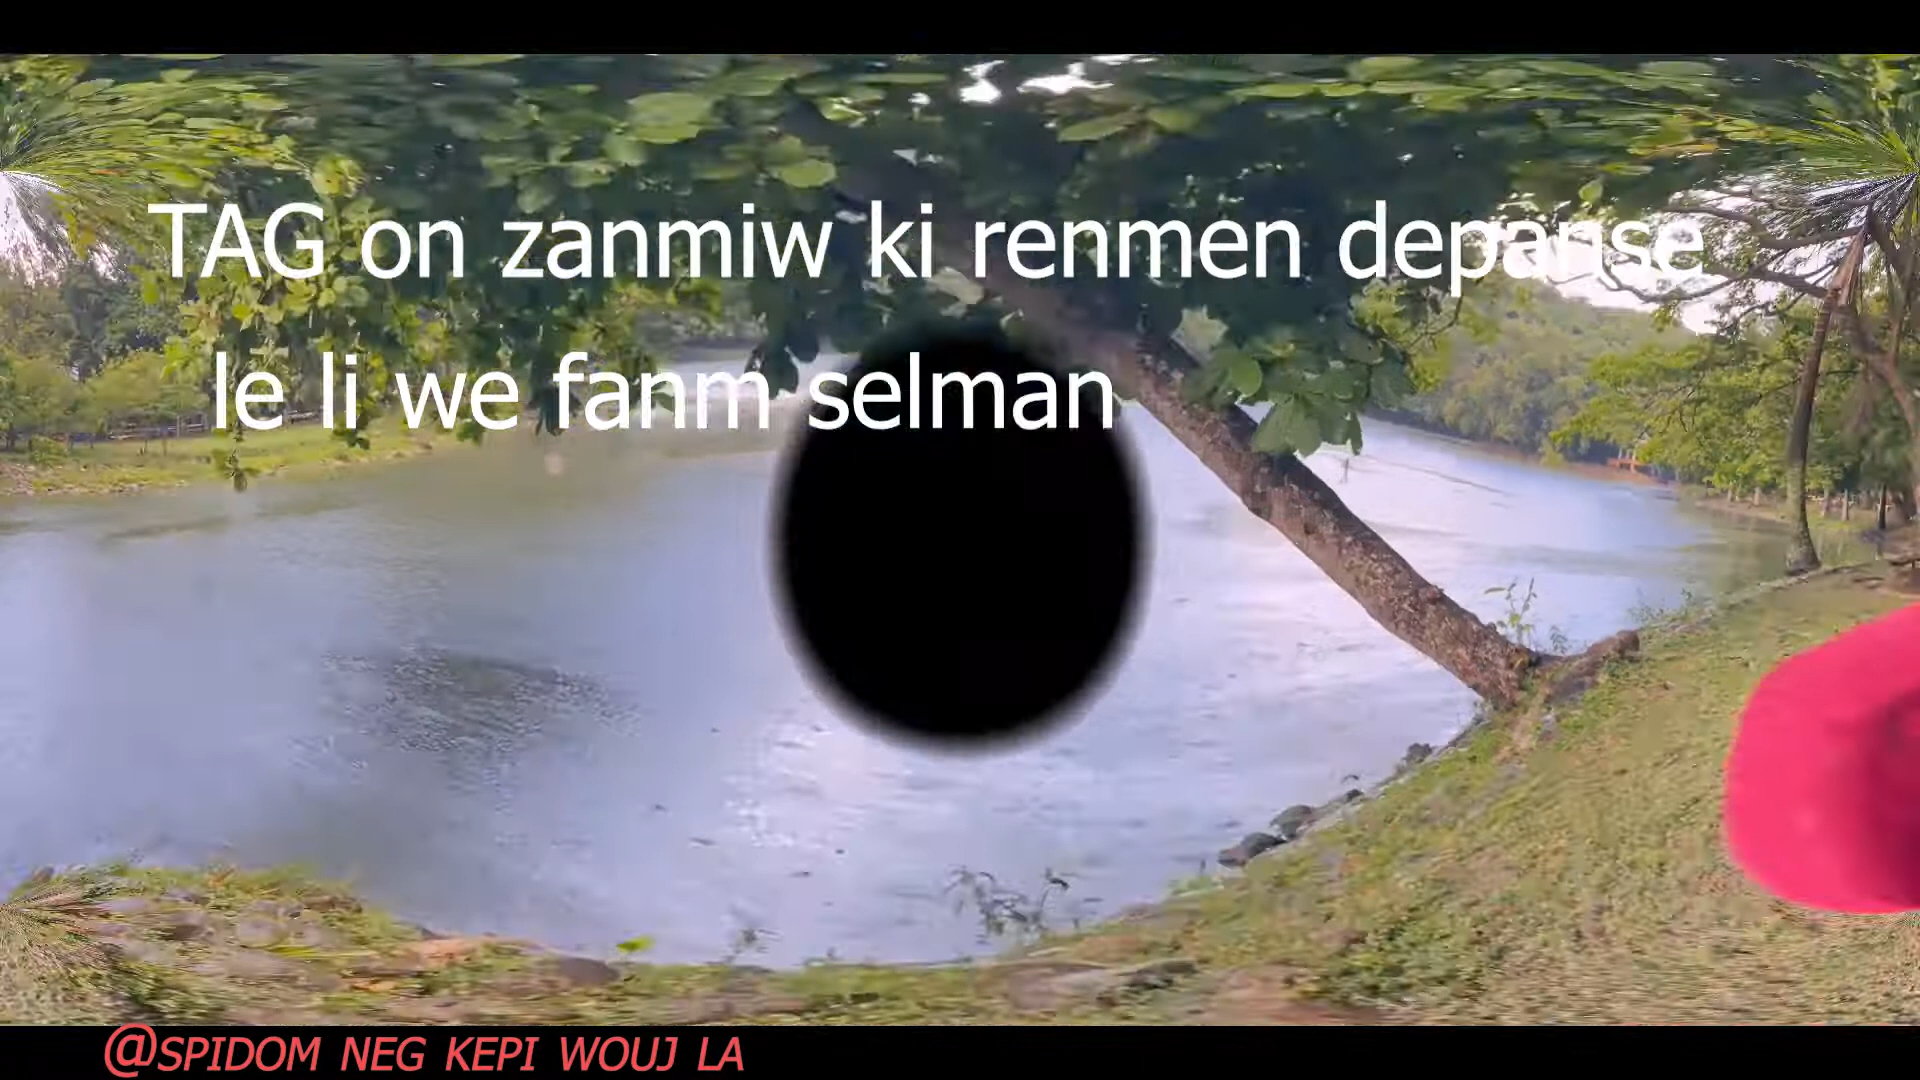 TAG on zanmiw ki renmen depanse
le li we fanm selman
@SPIDOM NEG KEPI WOUJ LA